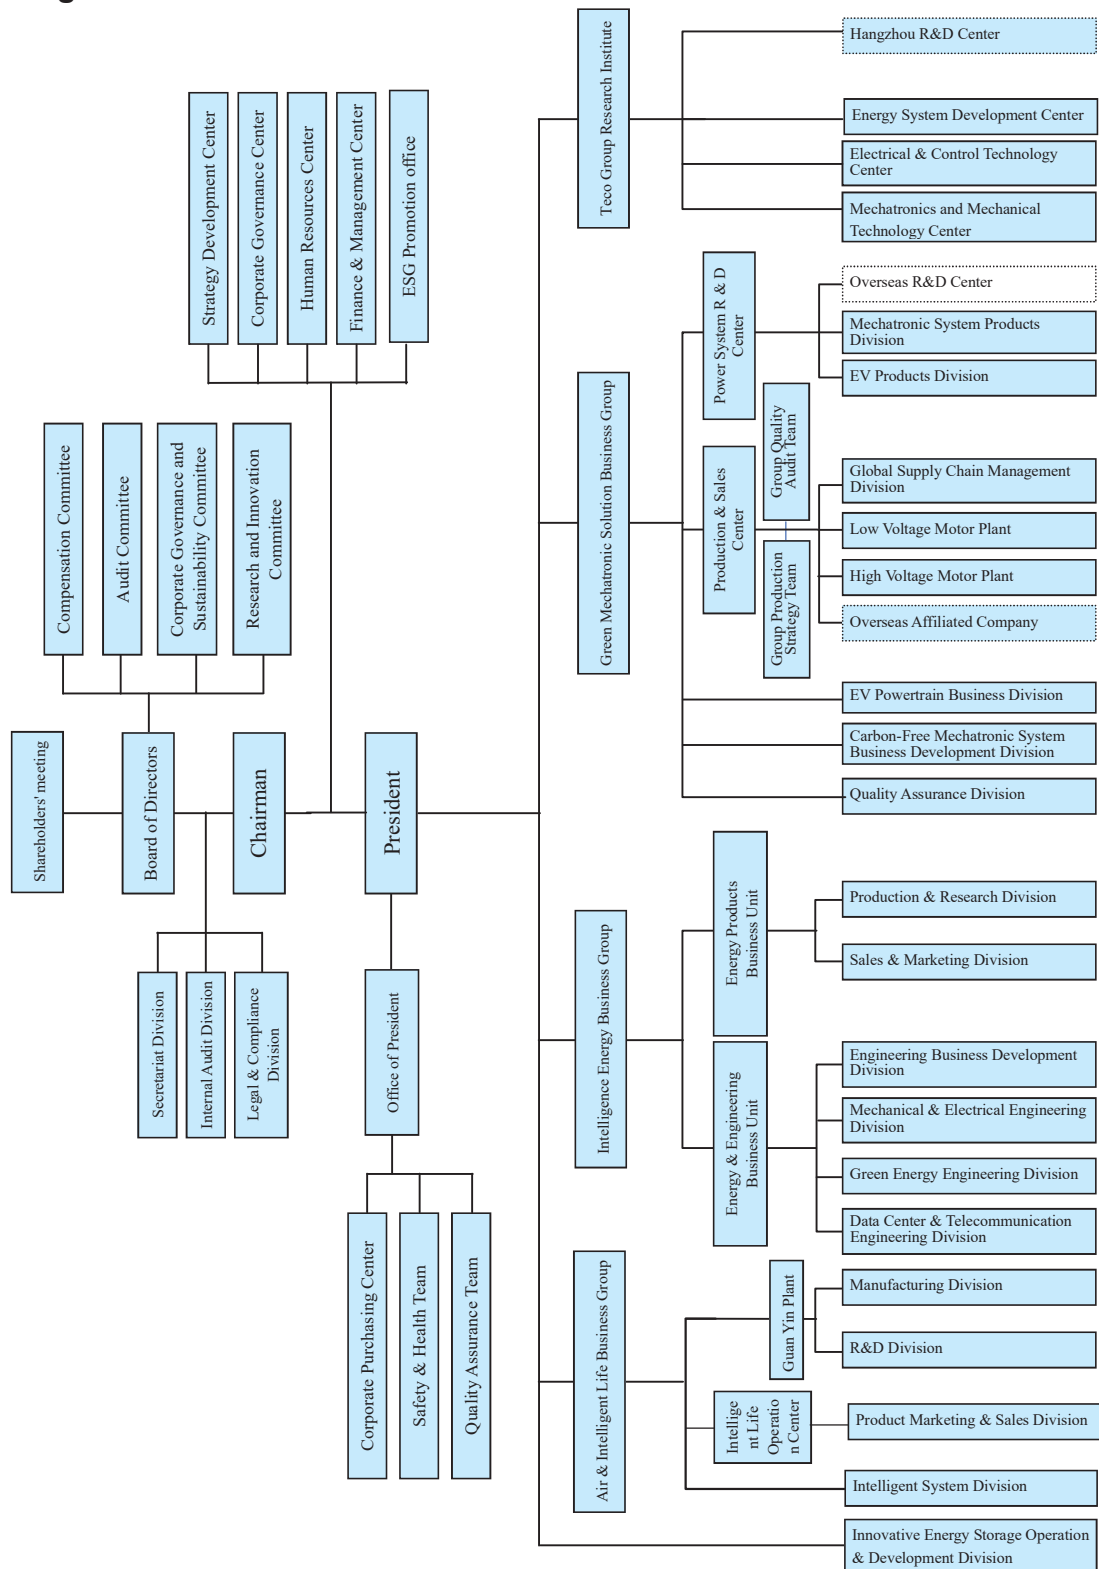 g
Strategy Development Center
Corporate Governance Center
Human Resources Center
Finance & Management Center
ESG Promotion office
Compensation Committee
Audit Committee
Corporate Governance and
Sustainability Committee
Research and Innovation
Committee
Shareholders' meeting
Board of Directors
Chairman
President
Secretariat Division
Internal Audit Division
Legal & Compliance
Division
Office of President
Corporate Purchasing Center
Safety & Health Team
Quality Assurance Team
Teco Group Research Institute
Hangzhou R&D Center
Energy System Development Center
Electrical & Control Technology
Center
Mechatronics and Mechanical
Technology Center
Green Mechatronic Solution Business Group
Power System R & D
Center
Overseas R&D Center
Mechatronic System Products
Division
EV Products Division
Production & Sales
Center
Group Quality
Audit Team
Group Production
Strategy Team
Global Supply Chain Management
Division
Low Voltage Motor Plant
High Voltage Motor Plant
Overseas Affiliated Company
EV Powertrain Business Division
Carbon-Free Mechatronic System
Business Development Division
Quality Assurance Division
Intelligence Energy Business Group
Energy Products
Business Unit
Production & Research Division
Sales & Marketing Division
Energy & Engineering
Business Unit
Engineering Business Development
Division
Mechanical & Electrical Engineering
Division
Green Energy Engineering Division
Data Center & Telecommunication
Engineering Division
Air & Intelligent Life Business Group
Guan Yin Plant
Manufacturing Division
R&D Division
Intellige
nt Life
Operatio
n Center
Product Marketing & Sales Division
Intelligent System Division
Innovative Energy Storage Operation
& Development Division